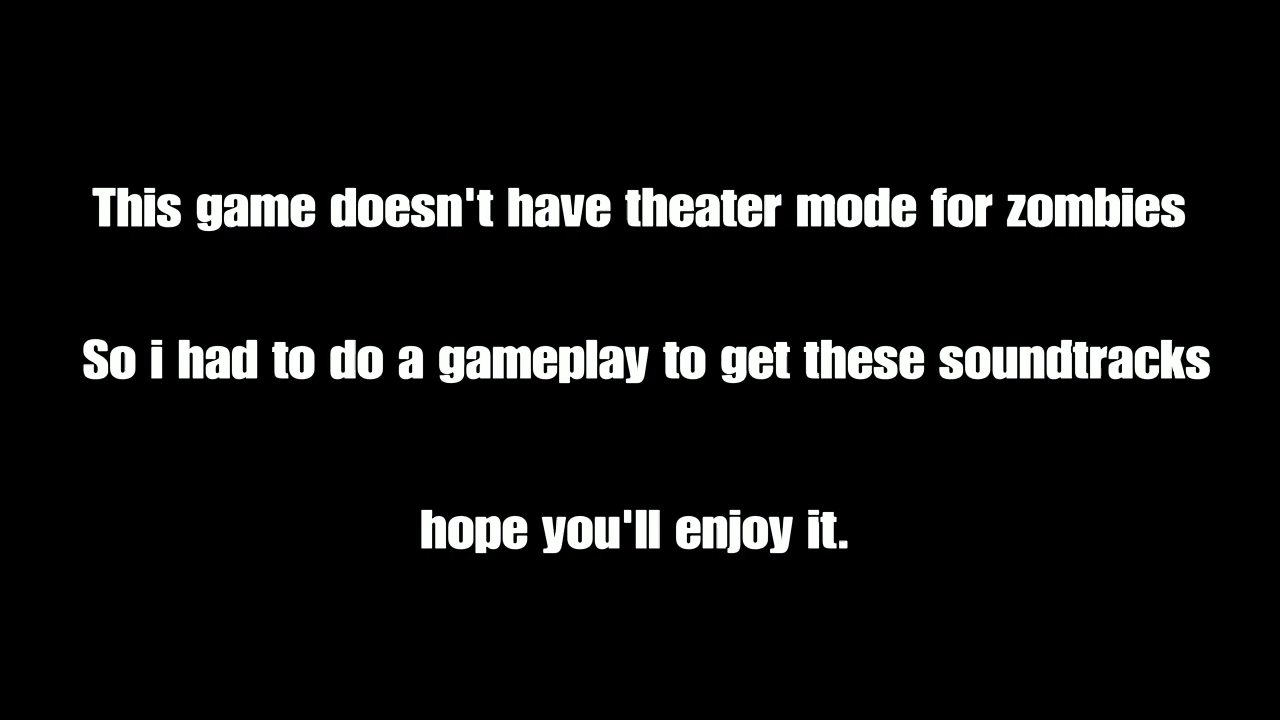 This game doesn't have theater mode for zombies
So i had to do a gameplay to get these soundtracks
hope you'll enjoy it.